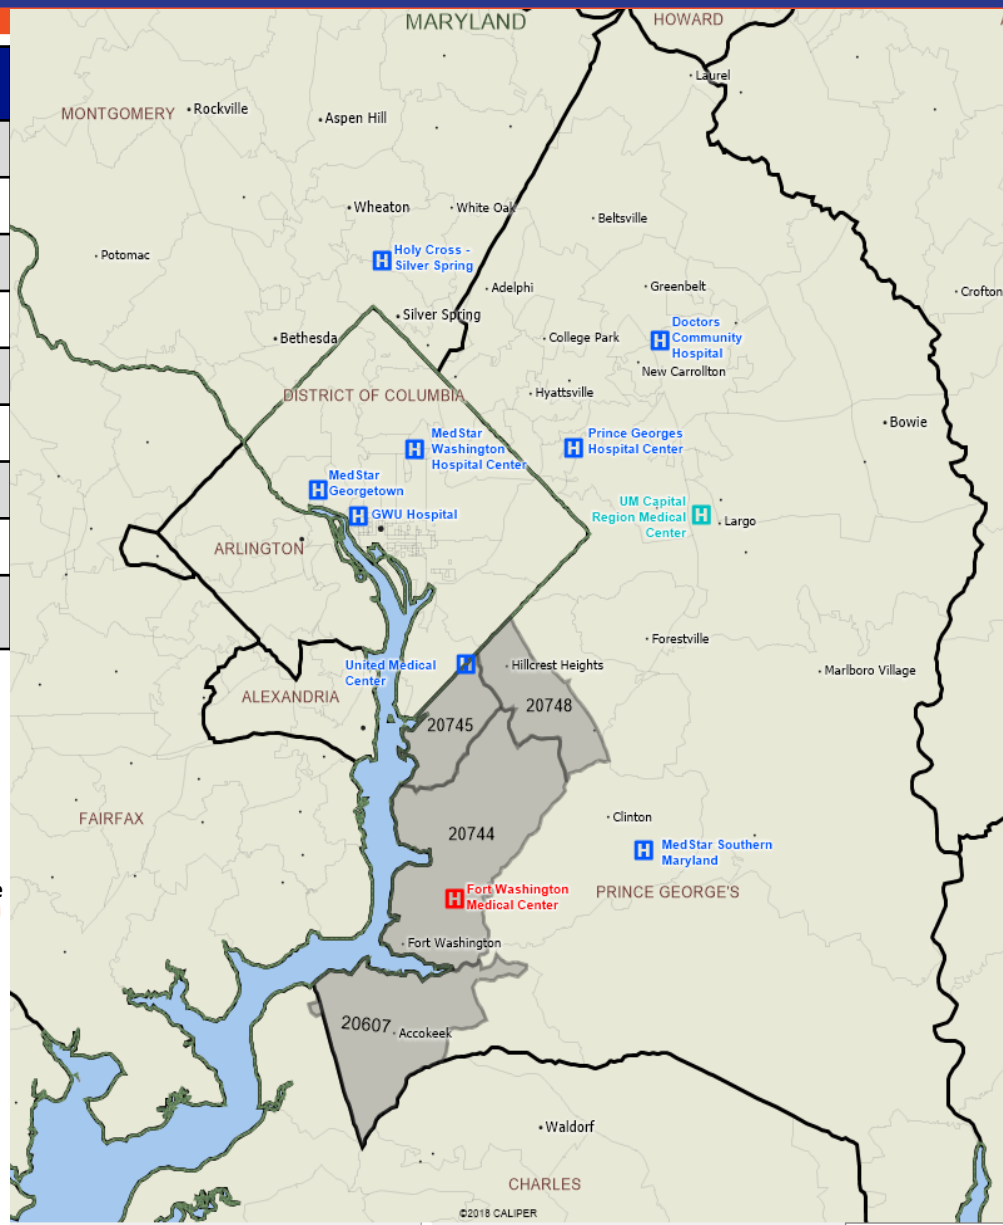 MARYLAND
HOWARD
Laurel
MONTGOMERY
Rockville
Aspen Hill
Wheaton
White Oak
Beltsville
Potomac
Holy Cross -
Silver Spring
Adelphi
Greenbelt
Crofton
Silver Spring
Bethesda
College Park
Doctors
Community
Hospital
New Carrollton
DISTRICT OF COLUMBIA
Hyattsville
Bowie
MedStar
Washington
Hospital Center
Prince Georges
Hospital Center
MedStar
Georgetown
GWU Hospital
UM Capital
Region Medical
Center
Largo
ARLINGTON
Forestville
United Medical
Center
Hillcrest Heights
Marlboro Village
ALEXANDRIA
20748
20745
FAIRFAX
Clinton
20744
MedStar Southern
Maryland
Fort Washington
Medical Center
PRINCE GEORGE'S
Fort Washington
20607
Accokeek
Waldorf
CHARLES
©2018 CALIPER